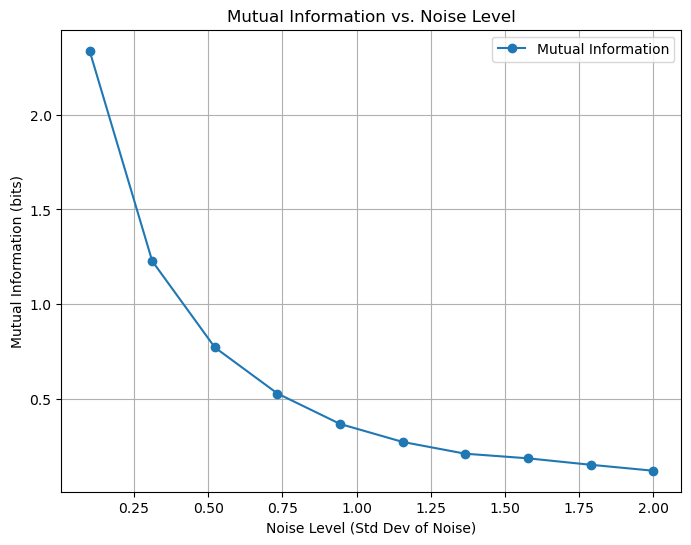 Mutual Information vs. Noise Level
Mutual Information
Mutual Information (bits)
2.0
1.5
1.0
0.5
0.25 0.50 0.75 1.00 1.25 1.50 1.75 2.00
Noise Level (Std Dev of Noise)